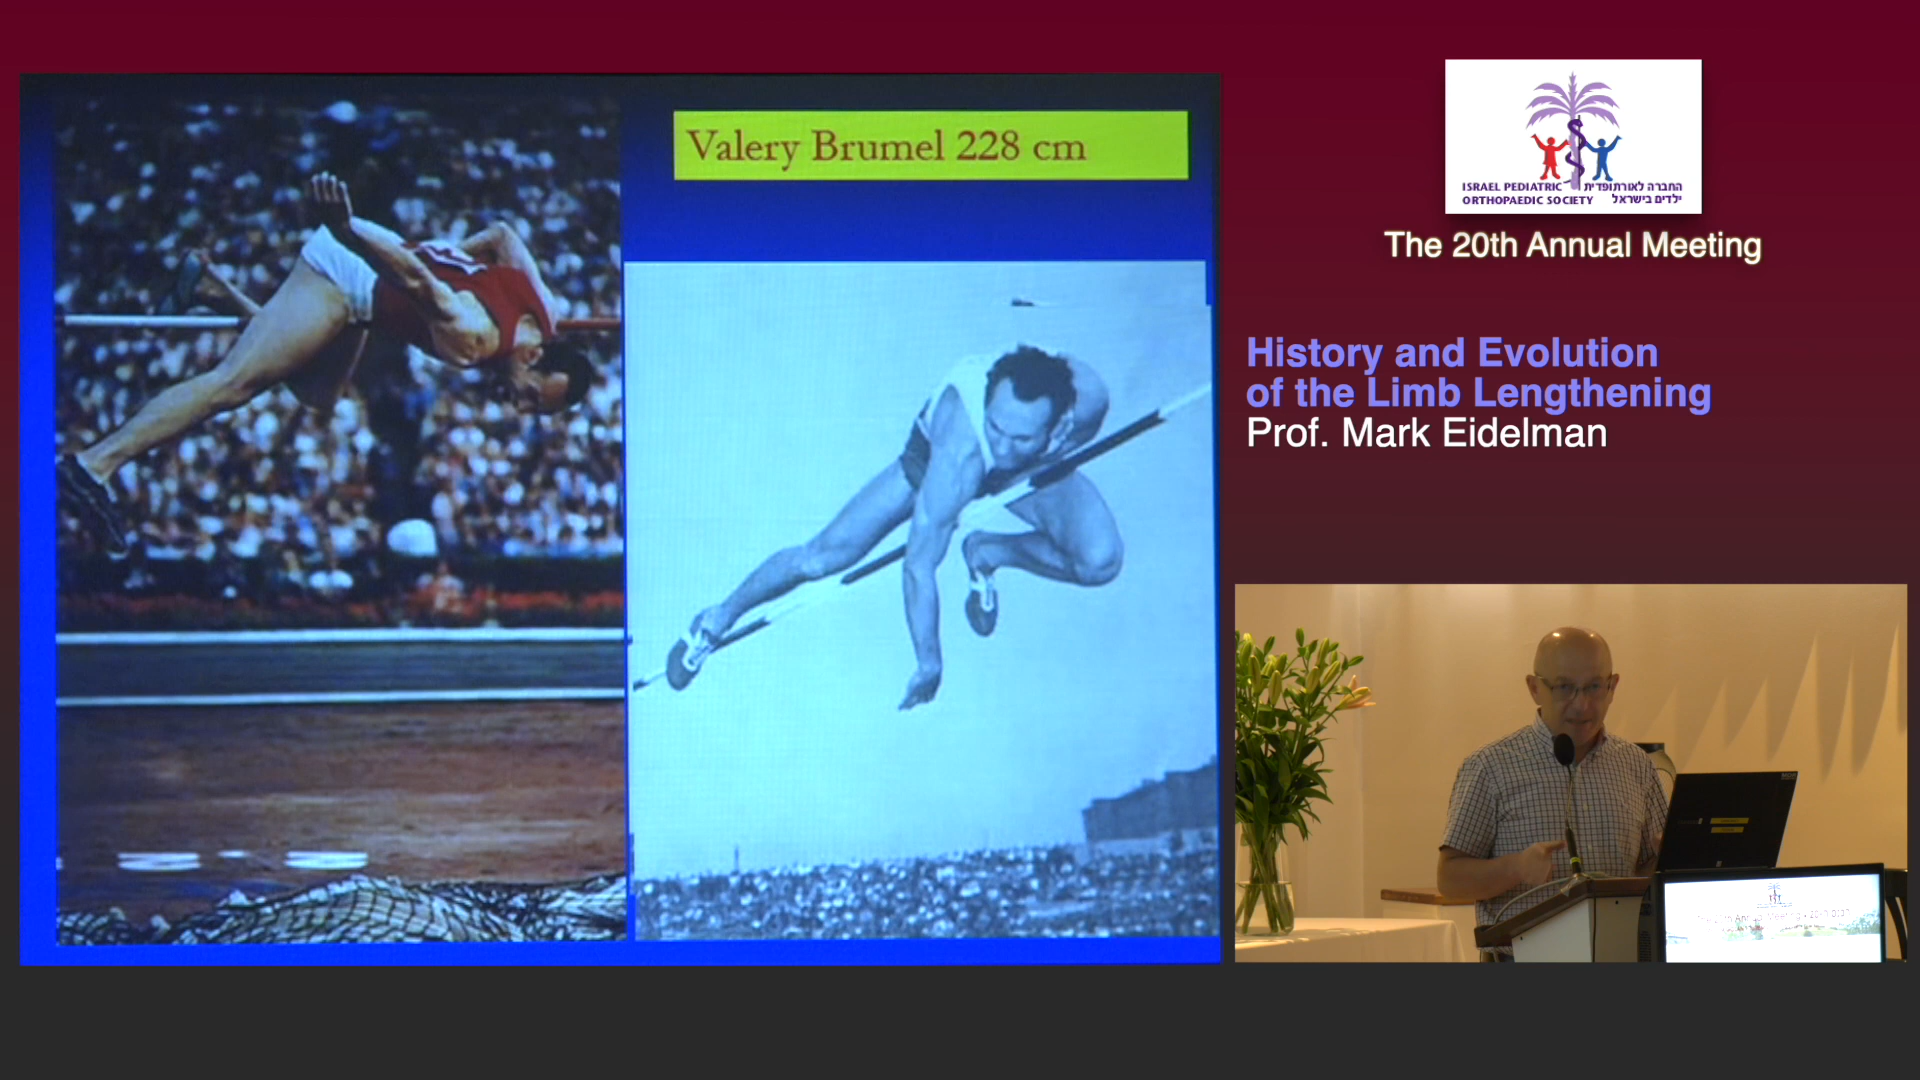 Valery Brumel 228 cm
ISRAEL PEDIATRIC
ORTHOPAEDIC SOCIETY
החברה לאורתופדית
ילדים בישראל
The 20th Annual Meeting
History and Evolution
of the Limb Lengthening
Prof. Mark Eidelman